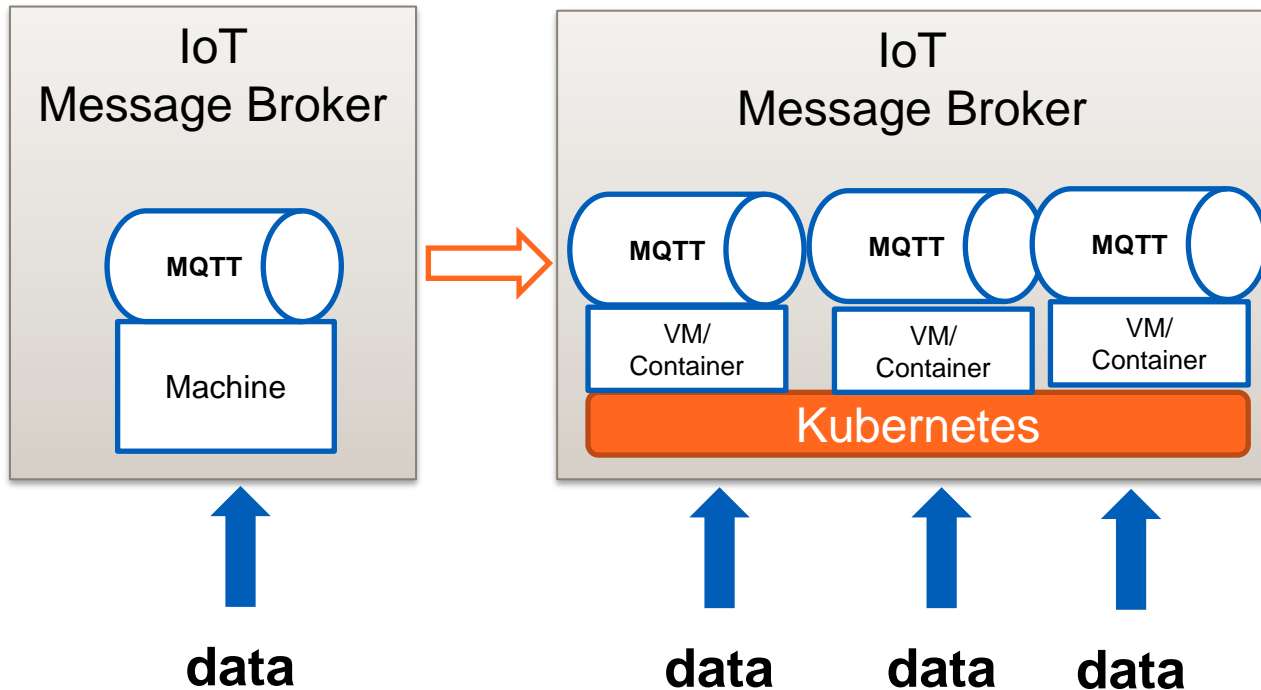 IoT
Message Broker
MQTT
Machine
data
IoT
Message Broker
MQTT
MQTT
MQTT
VM/
Container
VM/
Container
VM/
Container
Kubernetes
data
data
data